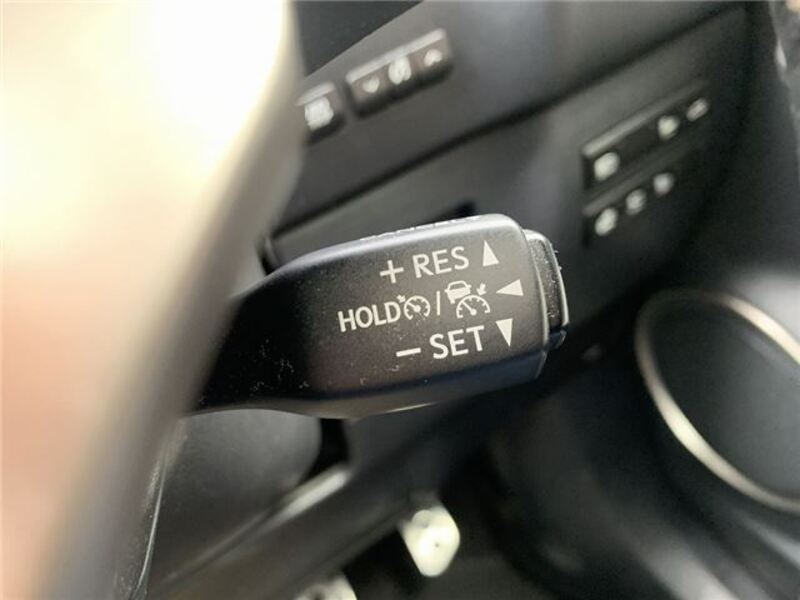 + RES
HOLD /
− SET